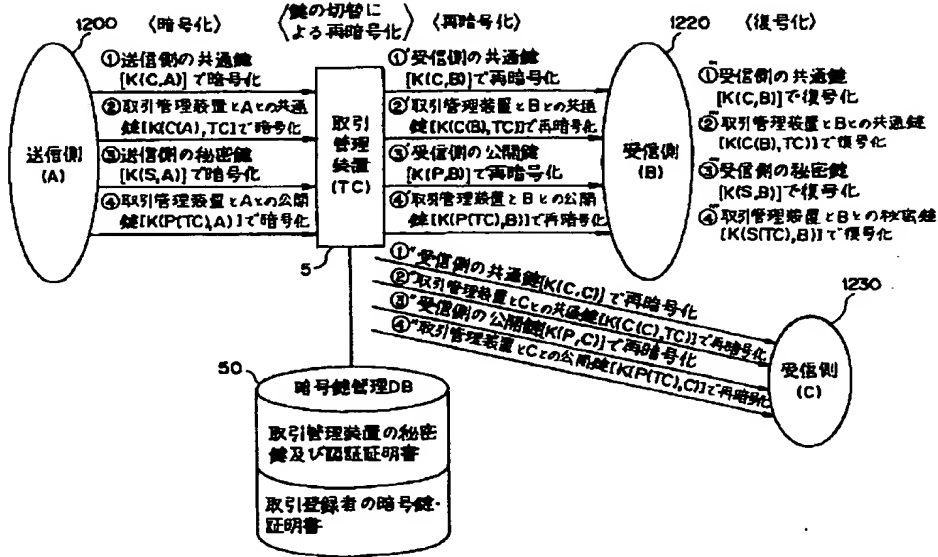 1200
〈暗号化〉
〈鍵の切替に
よる再暗号化〉
〈再暗号化〉
1220
〈復号化〉
送信側
(A)
①送信側の共通鍵
[K(C,A)]で暗号化
②取引管理装置とAとの共通
鍵[K(C(A),TC]で暗号化
③送信側の秘密鍵
[K(S,A)]で暗号化
④取引管理装置とAとの公開
鍵[K(P(TC),A)]で暗号化
取引
管理
装置
(TC)
5
①'受信側の共通鍵
[K(C,B)]で再暗号化
②'取引管理装置とBとの共通
鍵[K(C(B),TC]で再暗号化
③'受信側の公開鍵
[K(P,B)]で再暗号化
④'取引管理装置とBとの公開
鍵[K(P(TC),B)]で再暗号化
受信側
(B)
①‴受信側の共通鍵
[K(C,B)]で復号化
②‴取引管理装置とBとの共通鍵
[K(C(B),TC)]で復号化
③‴受信側の秘密鍵
[K(S,B)]で復号化
④‴取引管理装置とBとの秘密鍵
[K(S(TC),B)]で復号化
①"受信側の共通鍵[K(C,C)]で再暗号化
②"取引管理装置とCとの共通鍵[K(C(C),TC)]で再暗号化
③"受信側の公開鍵[K(P,C)]で再暗号化
④"取引管理装置とCとの公開鍵[K(P(TC),C)]で再暗号化
1230
受信側
(C)
50
暗号鍵管理DB
取引管理装置の秘密
鍵及び認証証明書
取引登録者の暗号鍵・
証明書